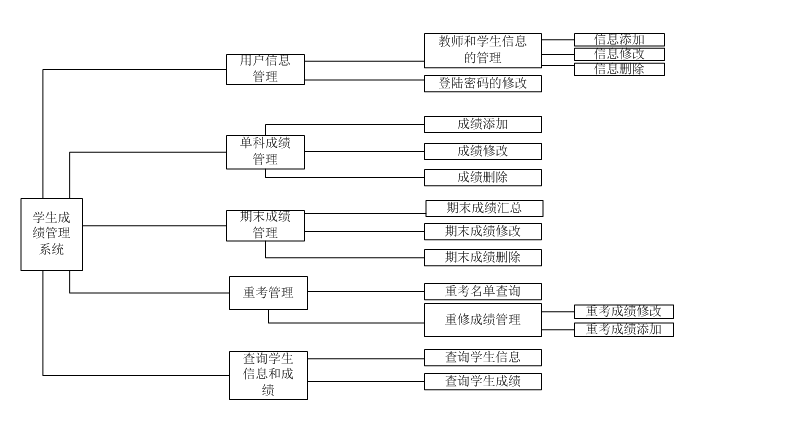 学生成
绩管理
系统
用户信息
管理
教师和学生信息
的管理
信息添加
信息修改
信息删除
登陆密码的修改
单科成绩
管理
成绩添加
成绩修改
成绩删除
期末成绩
管理
期末成绩汇总
期末成绩修改
期末成绩删除
重考管理
重考名单查询
重修成绩管理
重考成绩修改
重考成绩添加
查询学生
信息和成
绩
查询学生信息
查询学生成绩